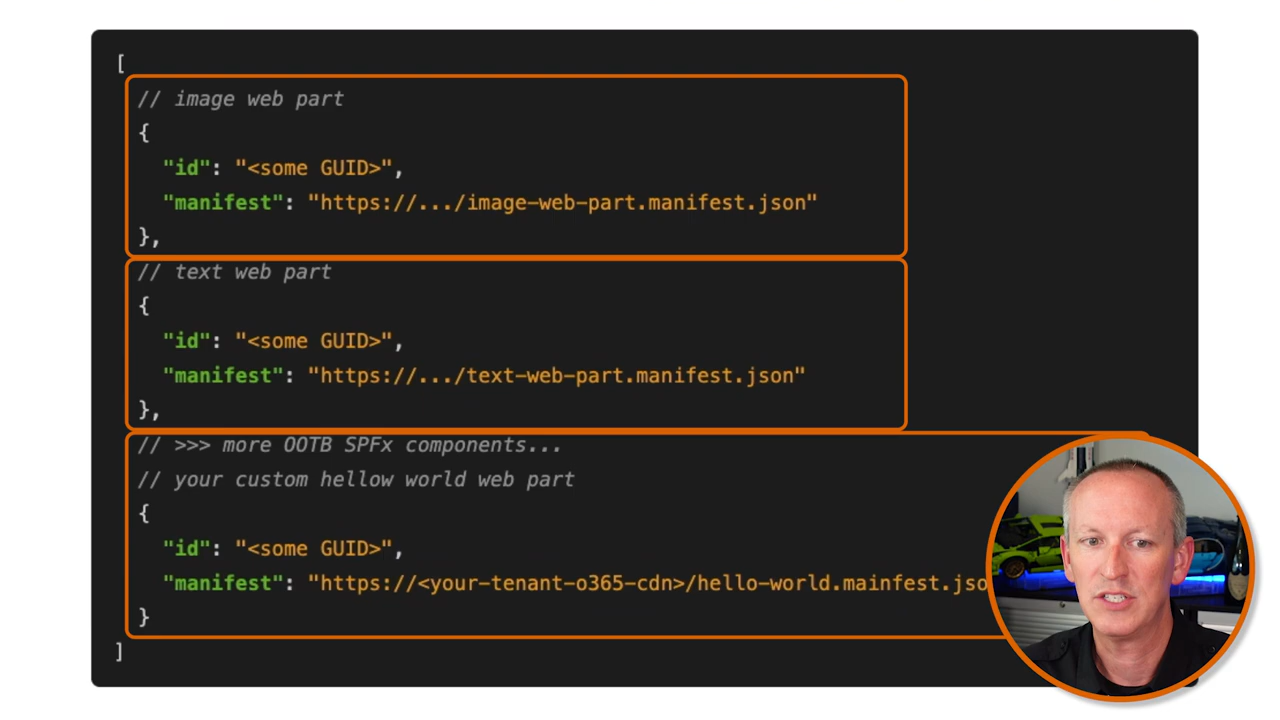 [
// image web part
{
"id": "<some GUID>",
"manifest": "https://.../image-web-part.manifest.json"
},
// text web part
{
"id": "<some GUID>",
"manifest": "https://.../text-web-part.manifest.json"
},
// >>> more OOTB SPFx components...
// your custom hellow world web part
{
"id": "<some GUID>",
"manifest": "https://<your-tenant-o365-cdn>/hello-world.mainfest.jso
}
]